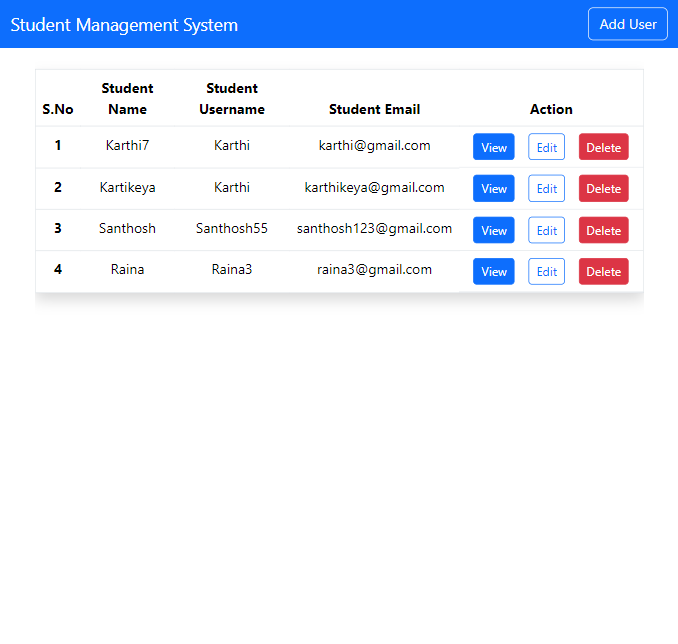 Student Management System Add User
S.No Student Name Student Username Student Email Action
1 Karthi7 Karthi karthi@gmail.com View Edit Delete
2 Kartikeya Karthi karthikeya@gmail.com View Edit Delete
3 Santhosh Santhosh55 santhosh123@gmail.com View Edit Delete
4 Raina Raina3 raina3@gmail.com View Edit Delete